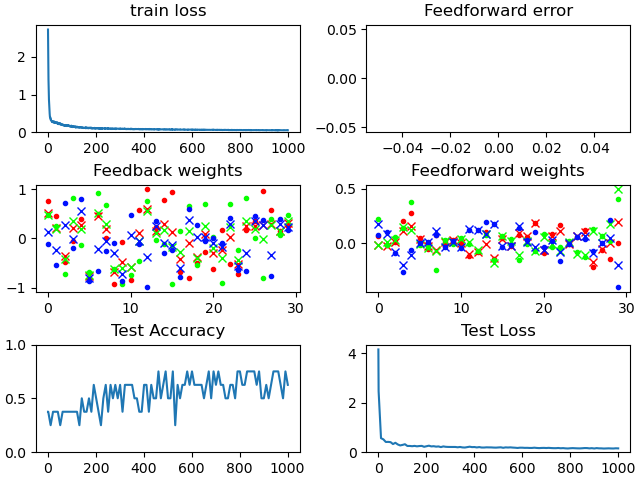 train loss
Feedforward error
2
1
0
0 200 400 600 800 1000
0.05
0.00
−0.05
−0.04 −0.02 0.00 0.02 0.04
Feedback weights
Feedforward weights
1
0
−1
0 10 20 30
0.5
0.0
0 10 20 30
Test Accuracy
Test Loss
1.0
0.5
0.0
0 200 400 600 800 1000
4
2
0
0 200 400 600 800 1000